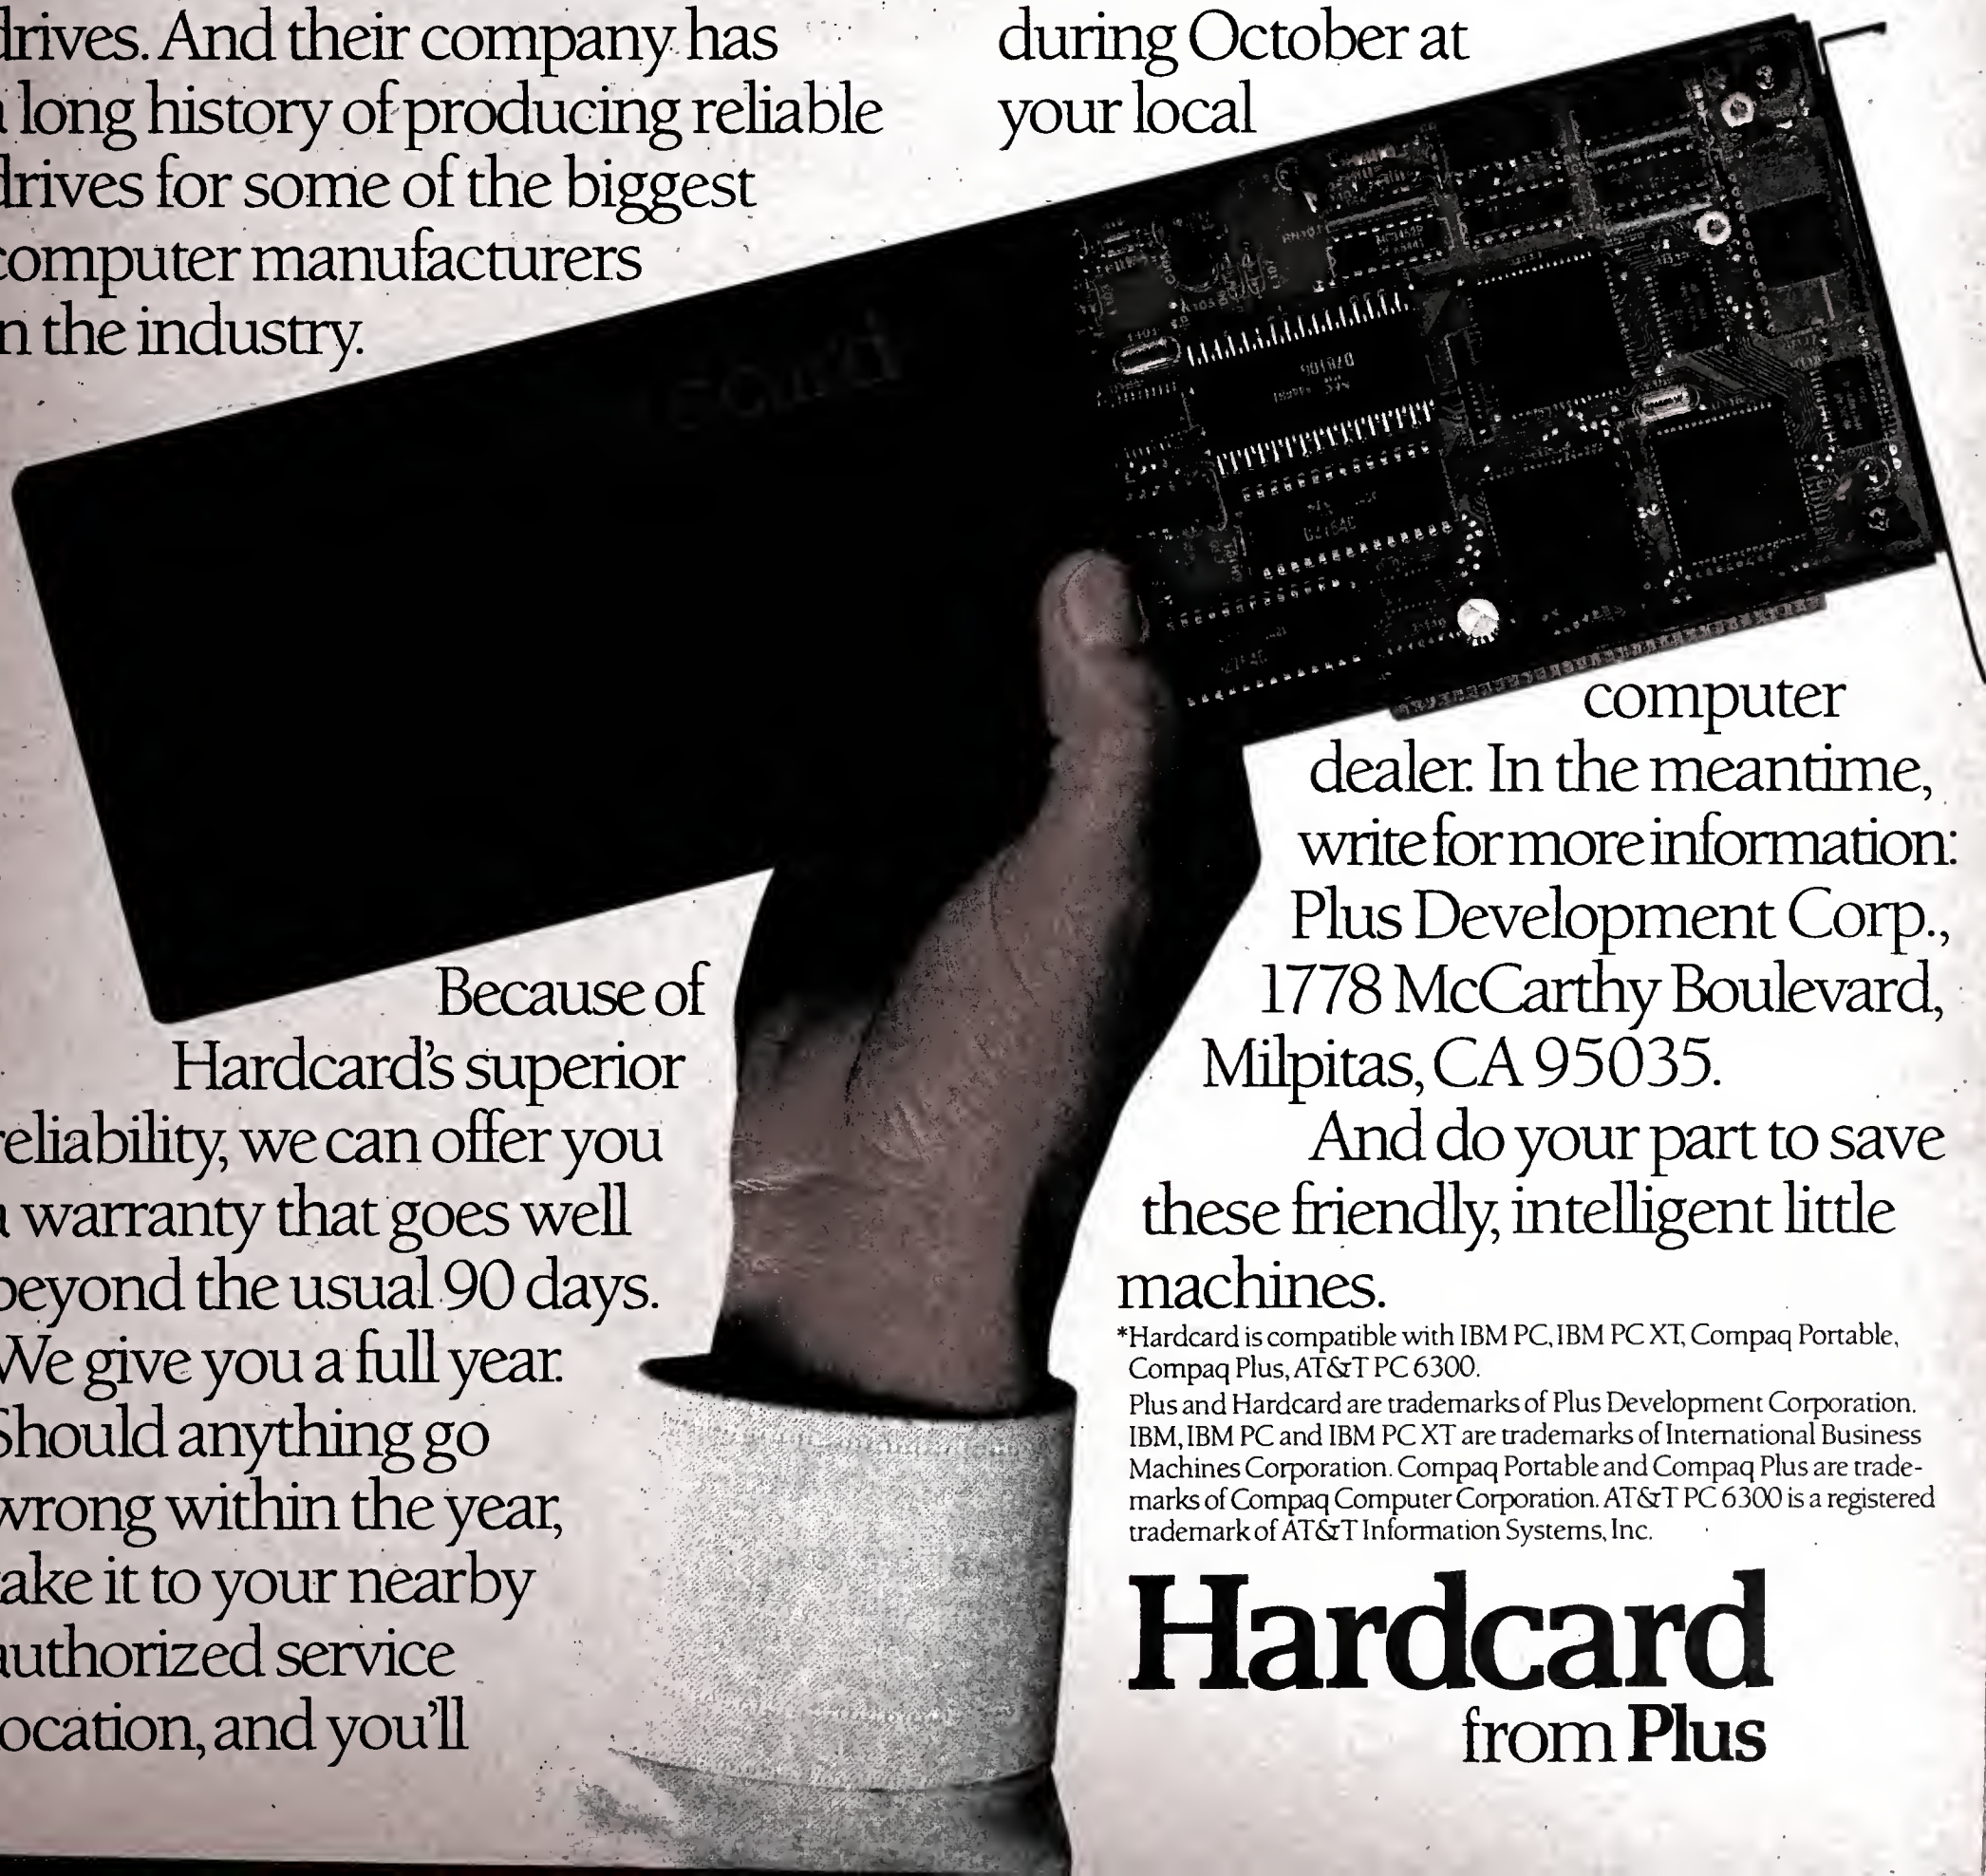 drives. And their company has
a long history of producing reliable
drives for some of the biggest
computer manufacturers
in the industry.
Because of
Hardcard's superior
reliability, we can offer you
a warranty that goes well
beyond the usual 90 days.
We give you a full year.
Should anything go
wrong within the year,
take it to your nearby
authorized service
location, and you'll
during October at
your local
computer
dealer. In the meantime,
write for more information:
Plus Development Corp.,
1778 McCarthy Boulevard,
Milpitas, CA 95035.
And do your part to save
these friendly, intelligent little
machines.
*Hardcard is compatible with IBM PC, IBM PC XT, Compaq Portable,
Compaq Plus, AT&T PC 6300.
Plus and Hardcard are trademarks of Plus Development Corporation.
IBM, IBM PC and IBM PC XT are trademarks of International Business
Machines Corporation. Compaq Portable and Compaq Plus are trade-
marks of Compaq Computer Corporation. AT&T PC 6300 is a registered
trademark of AT&T Information Systems, Inc.
Hardcard
from Plus